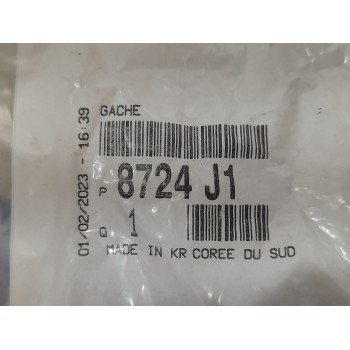 GACHE
P 8724 J1
Q 1
MADE IN KR COREE DU SUD
01/02/2023 - 16:39